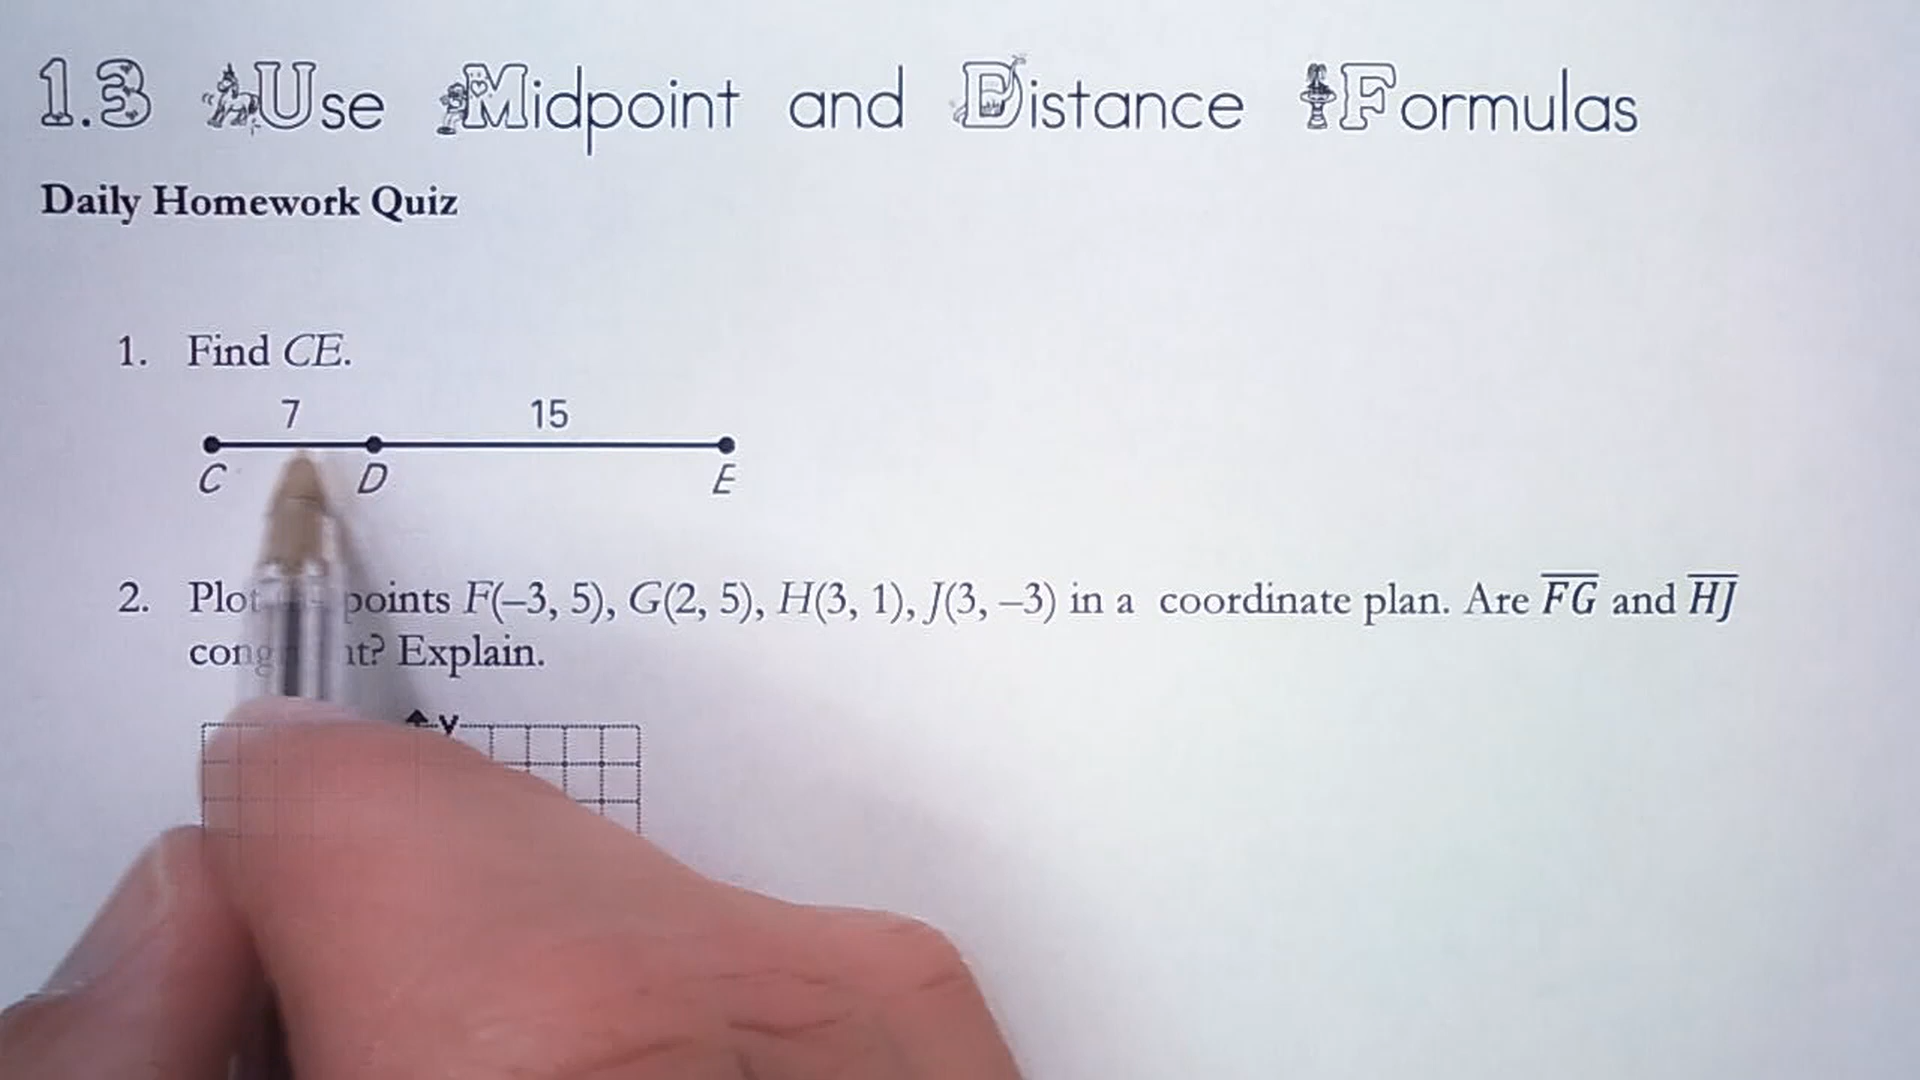 1.3 Use Midpoint and Distance Formulas
Daily Homework Quiz
1. Find CE.
7 15
C D E
2. Plot points F(–3, 5), G(2, 5), H(3, 1), J(3, –3) in a coordinate plan. Are FG and HJ
Explain.
y